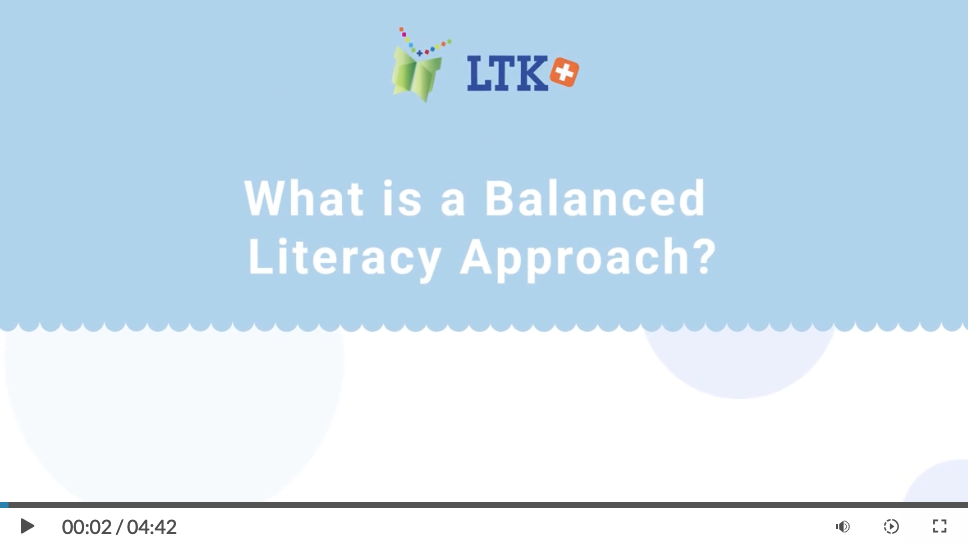 LTK+
What is a Balanced
Literacy Approach?
00:02 / 04:42